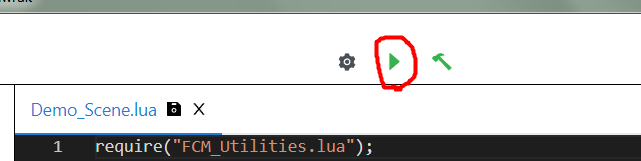 Demo_Scene.lua X
1 require("FCM_Utilities.lua");